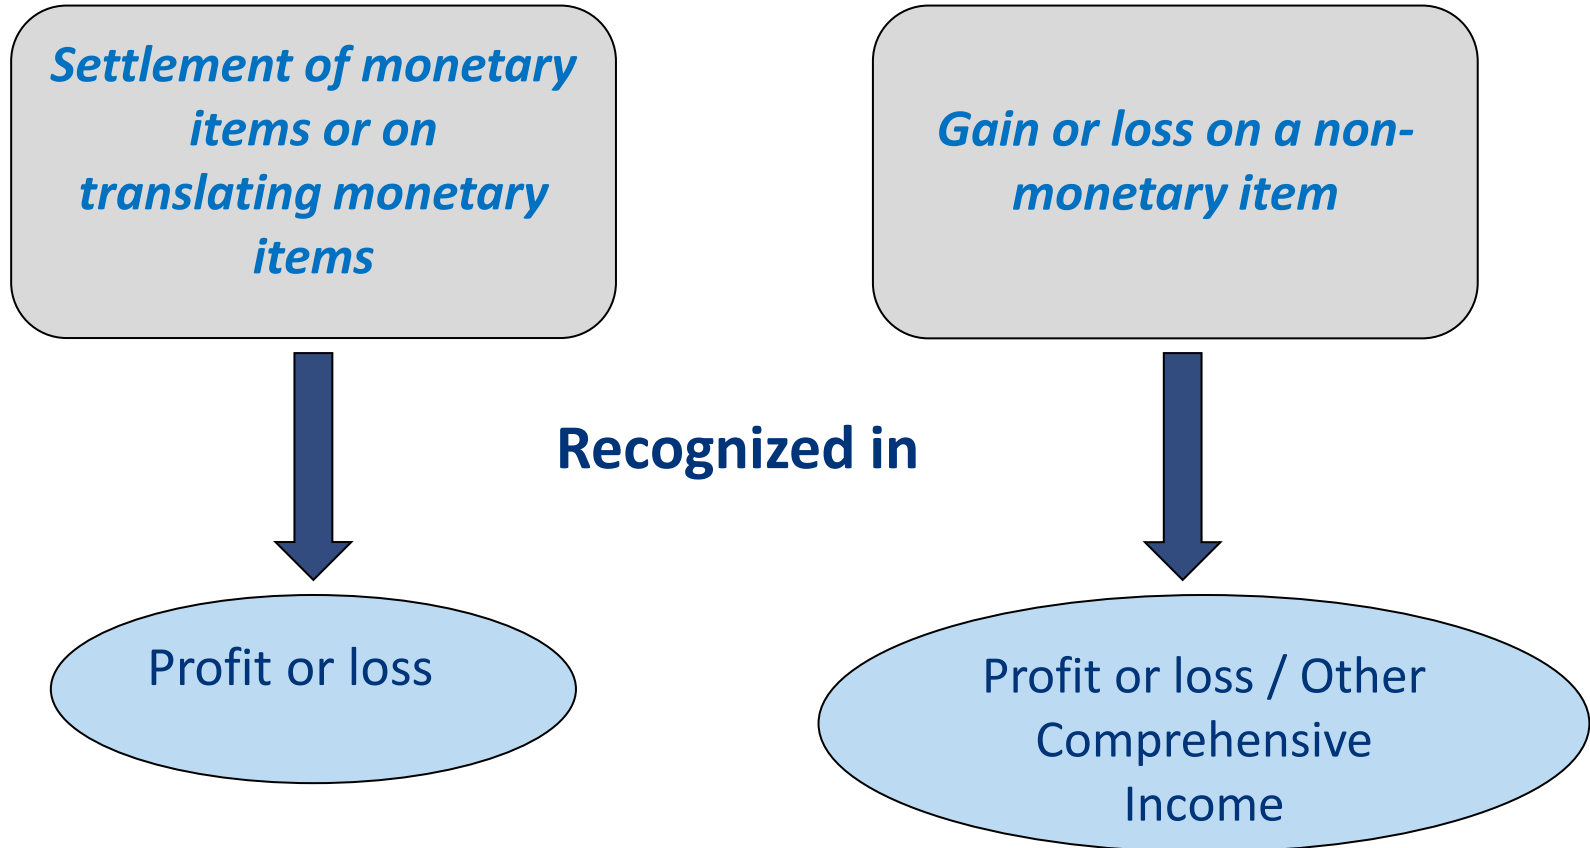 Settlement of monetary
items or on
translating monetary
items
Gain or loss on a non-
monetary item
Recognized in
Profit or loss
Profit or loss / Other
Comprehensive
Income